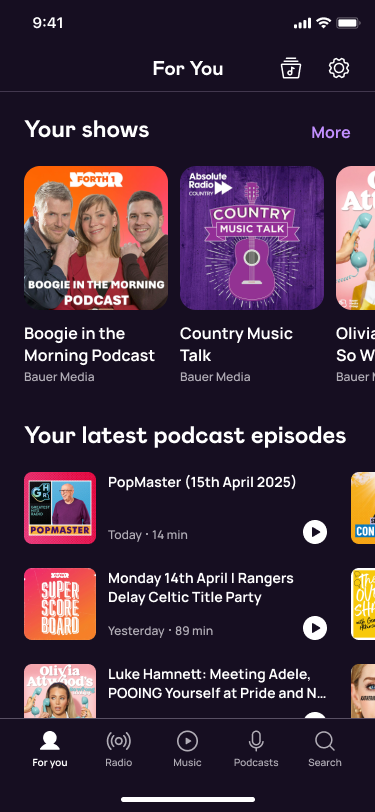 9:41
For You
Your shows
More
YOUR
FORTH 1
BOOGIE IN THE MORNING
PODCAST
Absolute
Radio
COUNTRY
COUNTRY
MUSIC TALK
Boogie in the
Morning Podcast
Bauer Media
Country Music
Talk
Bauer Media
Olivia
So W
Bauer
Your latest podcast episodes
GHR
GREATEST
HITS
RADIO
POPMASTER
PopMaster (15th April 2025)
Today · 14 min
SUPER
SCORE
BOARD
Monday 14th April | Rangers
Delay Celtic Title Party
Yesterday · 89 min
Olivia
Attwood's
Luke Hamnett: Meeting Adele,
POOING Yourself at Pride and N...
For you
Radio
Music
Podcasts
Search